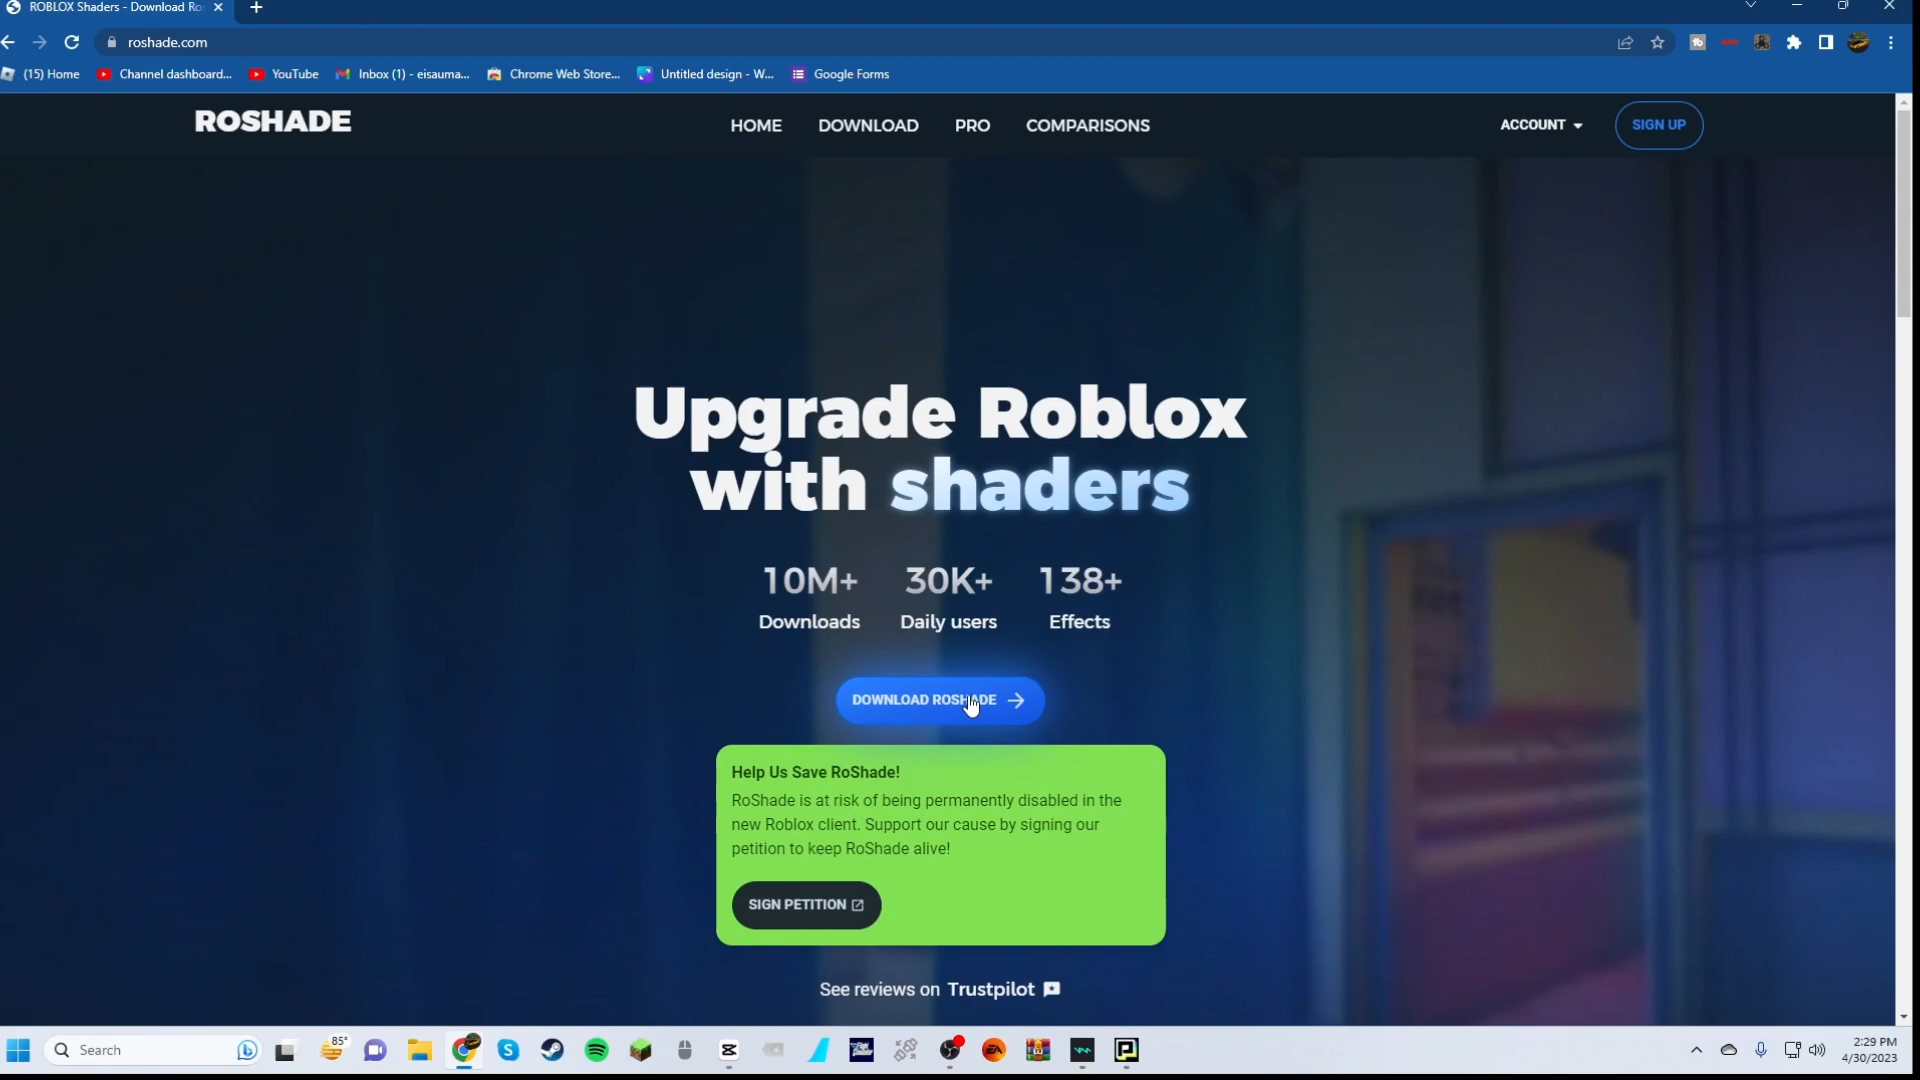 ROBLOX Shaders - Download Ro
roshade.com
(15) Home
Channel dashboard...
YouTube
Inbox (1) - eisauma...
Chrome Web Store...
Untitled design - W...
Google Forms
ROSHADE
HOME
DOWNLOAD
PRO
COMPARISONS
ACCOUNT
SIGN UP
Upgrade Roblox
with shaders
10M+
30K+
138+
Downloads
Daily users
Effects
DOWNLOAD ROSHADE
Help Us Save RoShade!
RoShade is at risk of being permanently disabled in the
new Roblox client. Support our cause by signing our
petition to keep RoShade alive!
SIGN PETITION
See reviews on Trustpilot
Search
85°
2:29 PM
4/30/2023